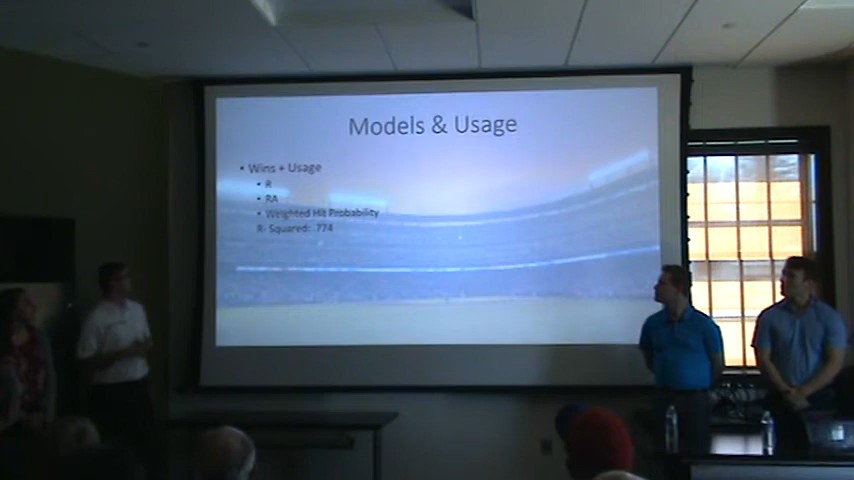 Models & Usage
• Wins + Usage
• R
• RA
• Weighted Hit Probability
R- Squared: .774